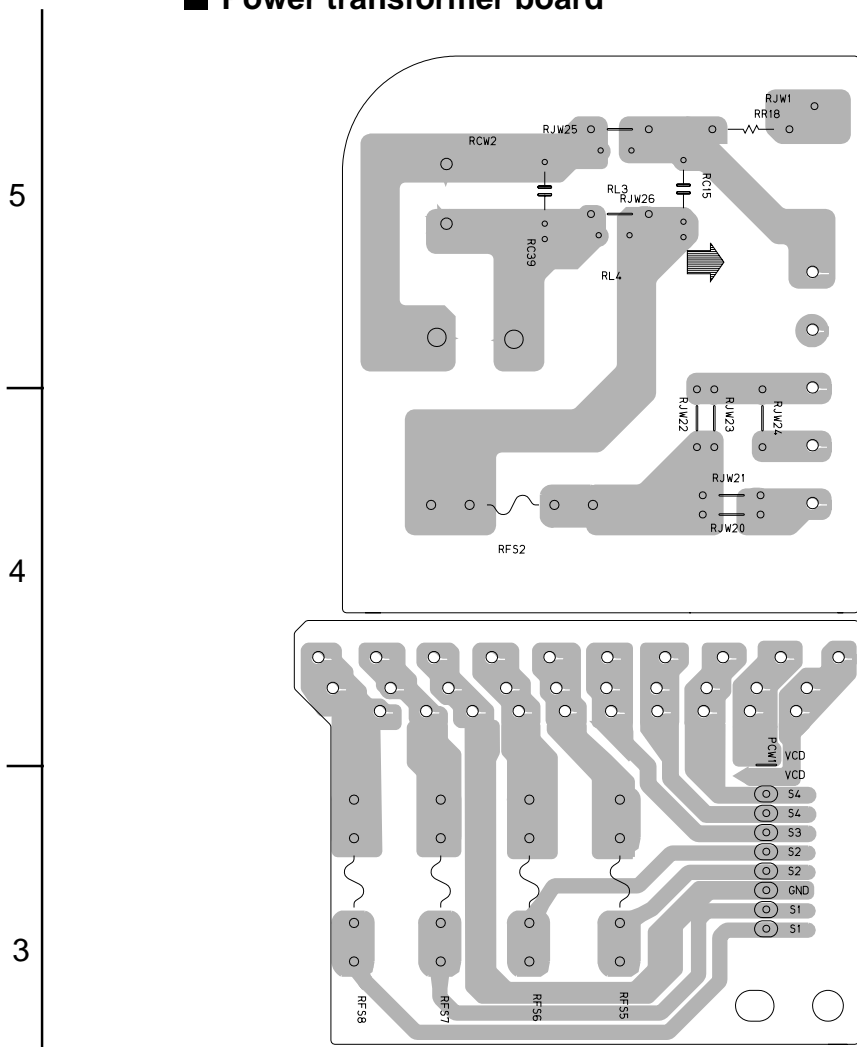 ■ Power transformer board
5
4
3
RJW1
RR18
RJW25
RCW2
RC15
RL3
RJW26
RC39
RL4
RJW22
RJW23
RJW24
RJW21
RJW20
RFS2
PCW1
VCD
VCD
S4
S4
S3
S2
S2
GND
S1
S1
RFS8
RFS7
RFS6
RFS5